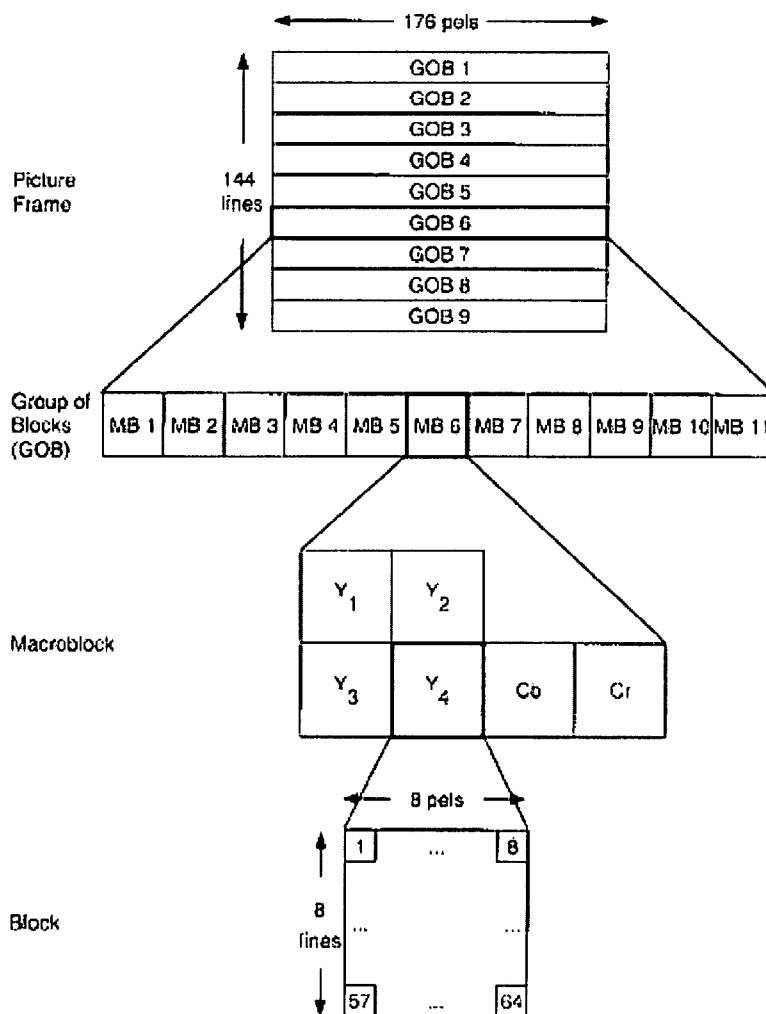 176 pels
GOB 1
GOB 2
GOB 3
GOB 4
GOB 5
GOB 6
GOB 7
GOB 8
GOB 9
Picture
Frame
144
lines
Group of
Blocks
(GOB)
MB 1 MB 2 MB 3 MB 4 MB 5 MB 6 MB 7 MB 8 MB 9 MB 10 MB 11
Macroblock
Y1 Y2
Y3 Y4 Cb Cr
8 pels
Block
8
lines
1 ... 8
... ...
57 ... 64